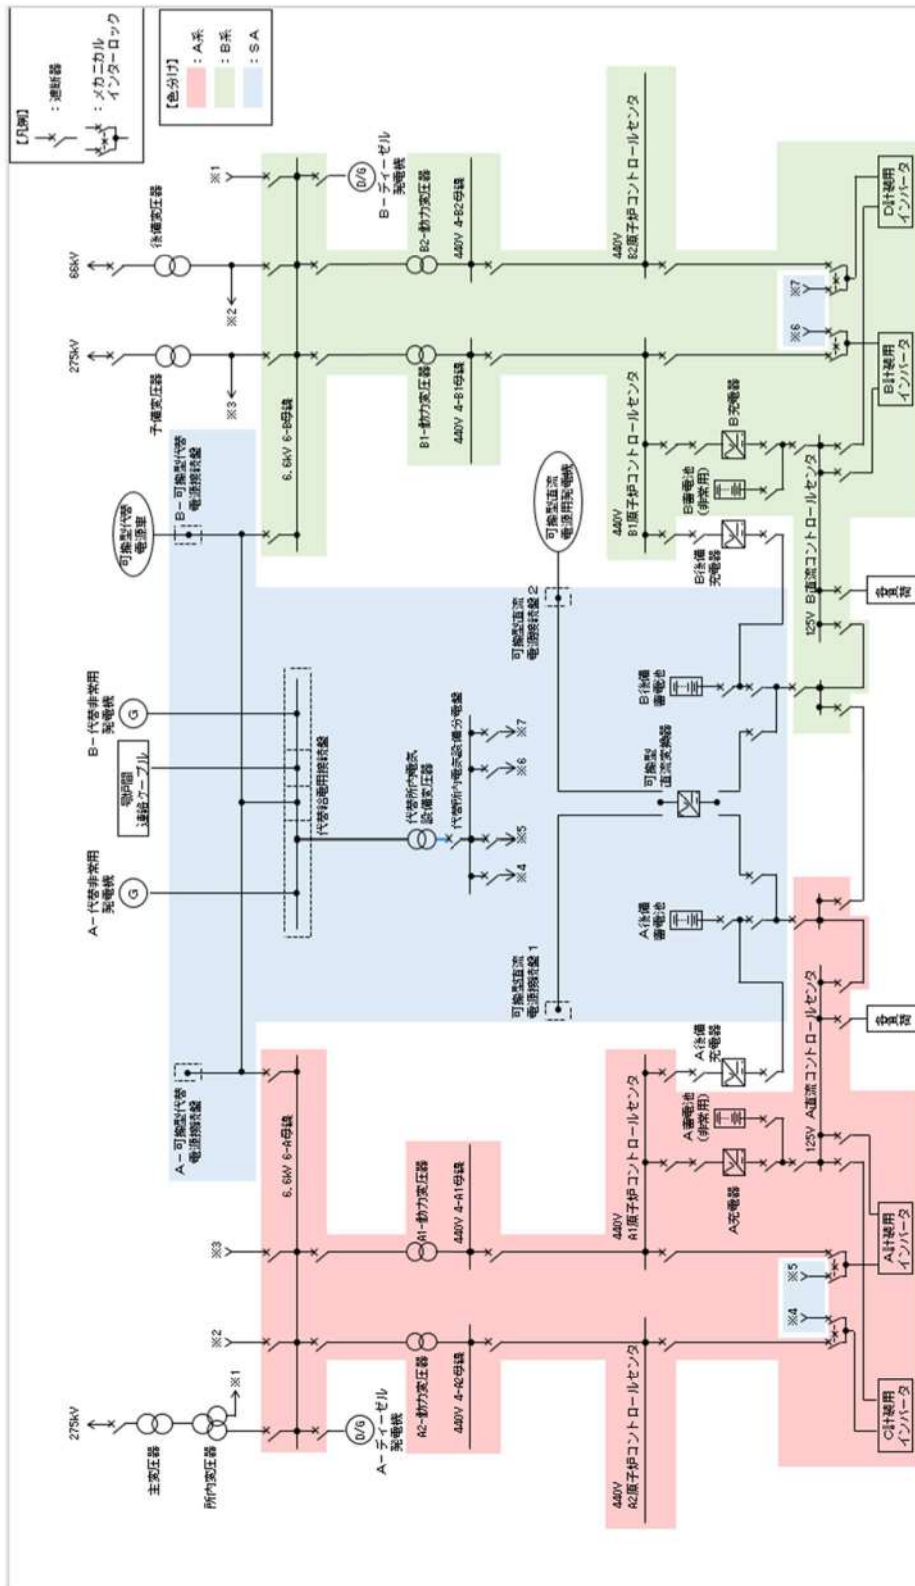 【凡例】
：遮断器
：メカニカル
インターロック
【色分け】
：A系
：B系
：SA
275kV
主変圧器
所内変圧器
※1
※2
※3
A－ディーゼル
発電機
D/G
6.6kV 6-A母線
A2-動力変圧器
440V 4-A2母線
A1-動力変圧器
440V 4-A1母線
440V
A2原子炉コントロールセンタ
440V
A1原子炉コントロールセンタ
A充電器
A蓄電池
(非常用)
A後備
充電器
125V A直流コントロールセンタ
各負荷
※4
※5
C計装用
インバータ
A計装用
インバータ
A－可搬型代替
電源接続盤
A－代替非常用
発電機
G
号炉間
連絡ケーブル
B－代替非常用
発電機
G
可搬型代替
電源車
B－可搬型代替
電源接続盤
代替給電用接続盤
代替所内電気
設備変圧器
代替所内電気設備分電盤
※4
※5
※6
※7
可搬型直流
電源接続盤1
可搬型直流
電源接続盤2
可搬型直流
電源用発電機
A後備
蓄電池
可搬型
直流変換器
B後備
蓄電池
275kV
予備変圧器
※3
66kV
後備変圧器
※2
※1
D/G
B－ディーゼル
発電機
6.6kV 6-B母線
B1-動力変圧器
440V 4-B1母線
B2-動力変圧器
440V 4-B2母線
440V
B1原子炉コントロールセンタ
440V
B2原子炉コントロールセンタ
B後備
充電器
B蓄電池
(非常用)
B充電器
125V B直流コントロールセンタ
各負荷
※6
※7
B計装用
インバータ
D計装用
インバータ